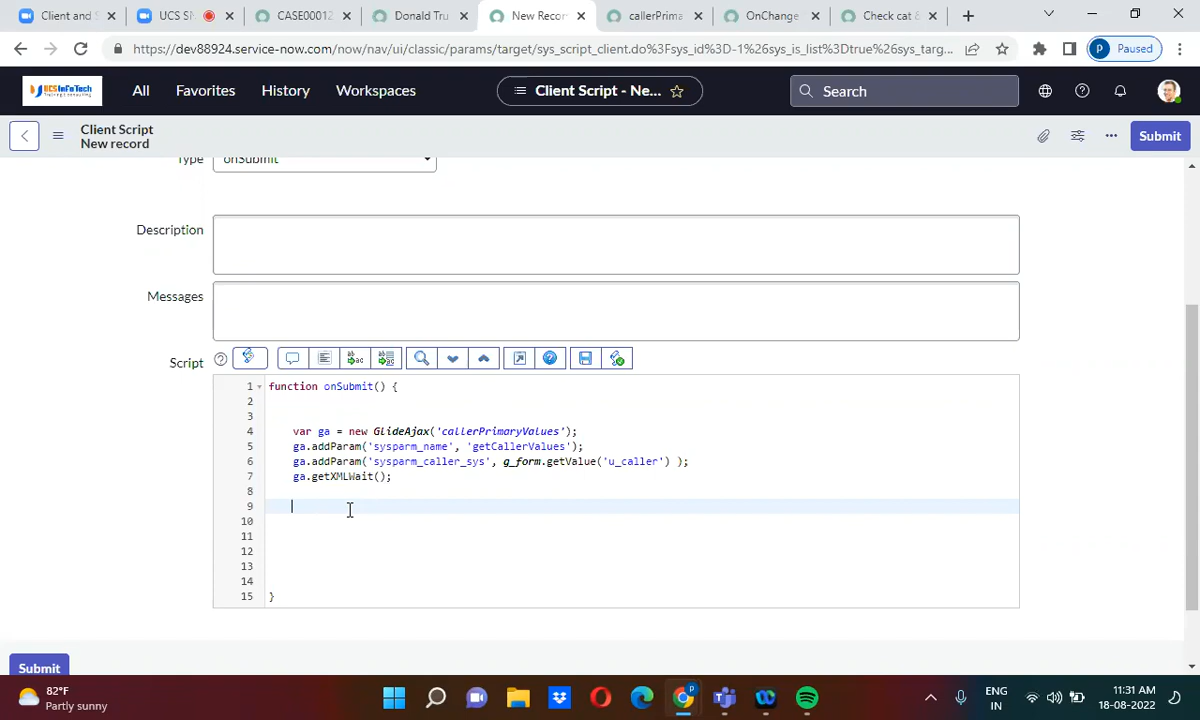 Client and S
UCS SN
CASE00012
Donald Tru
New Recor
callerPrima
OnChange
Check cat &
https://dev88924.service-now.com/now/nav/ui/classic/params/target/sys_script_client.do%3Fsys_id%3D-1%26sys_is_list%3Dtrue%26sys_targ...
P Paused
UCSInfoTech
All
Favorites
History
Workspaces
Client Script - Ne...
Search
Client Script
New record
Submit
Type
onSubmit
Description
Messages
Script
1 function onSubmit() {
2
3
4 var ga = new GlideAjax('callerPrimaryValues');
5 ga.addParam('sysparm_name', 'getCallerValues');
6 ga.addParam('sysparm_caller_sys', g_form.getValue('u_caller') );
7 ga.getXMLWait();
8
9
10
11
12
13
14
15 }
Submit
82°F
Partly sunny
ENG
IN
11:31 AM
18-08-2022